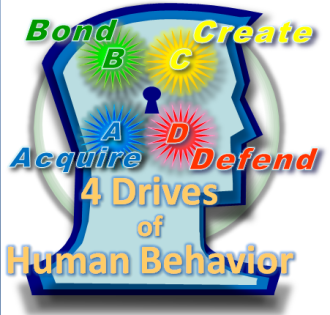 Bond Create
B C
A D
Acquire Defend
4 Drives
of
Human Behavior